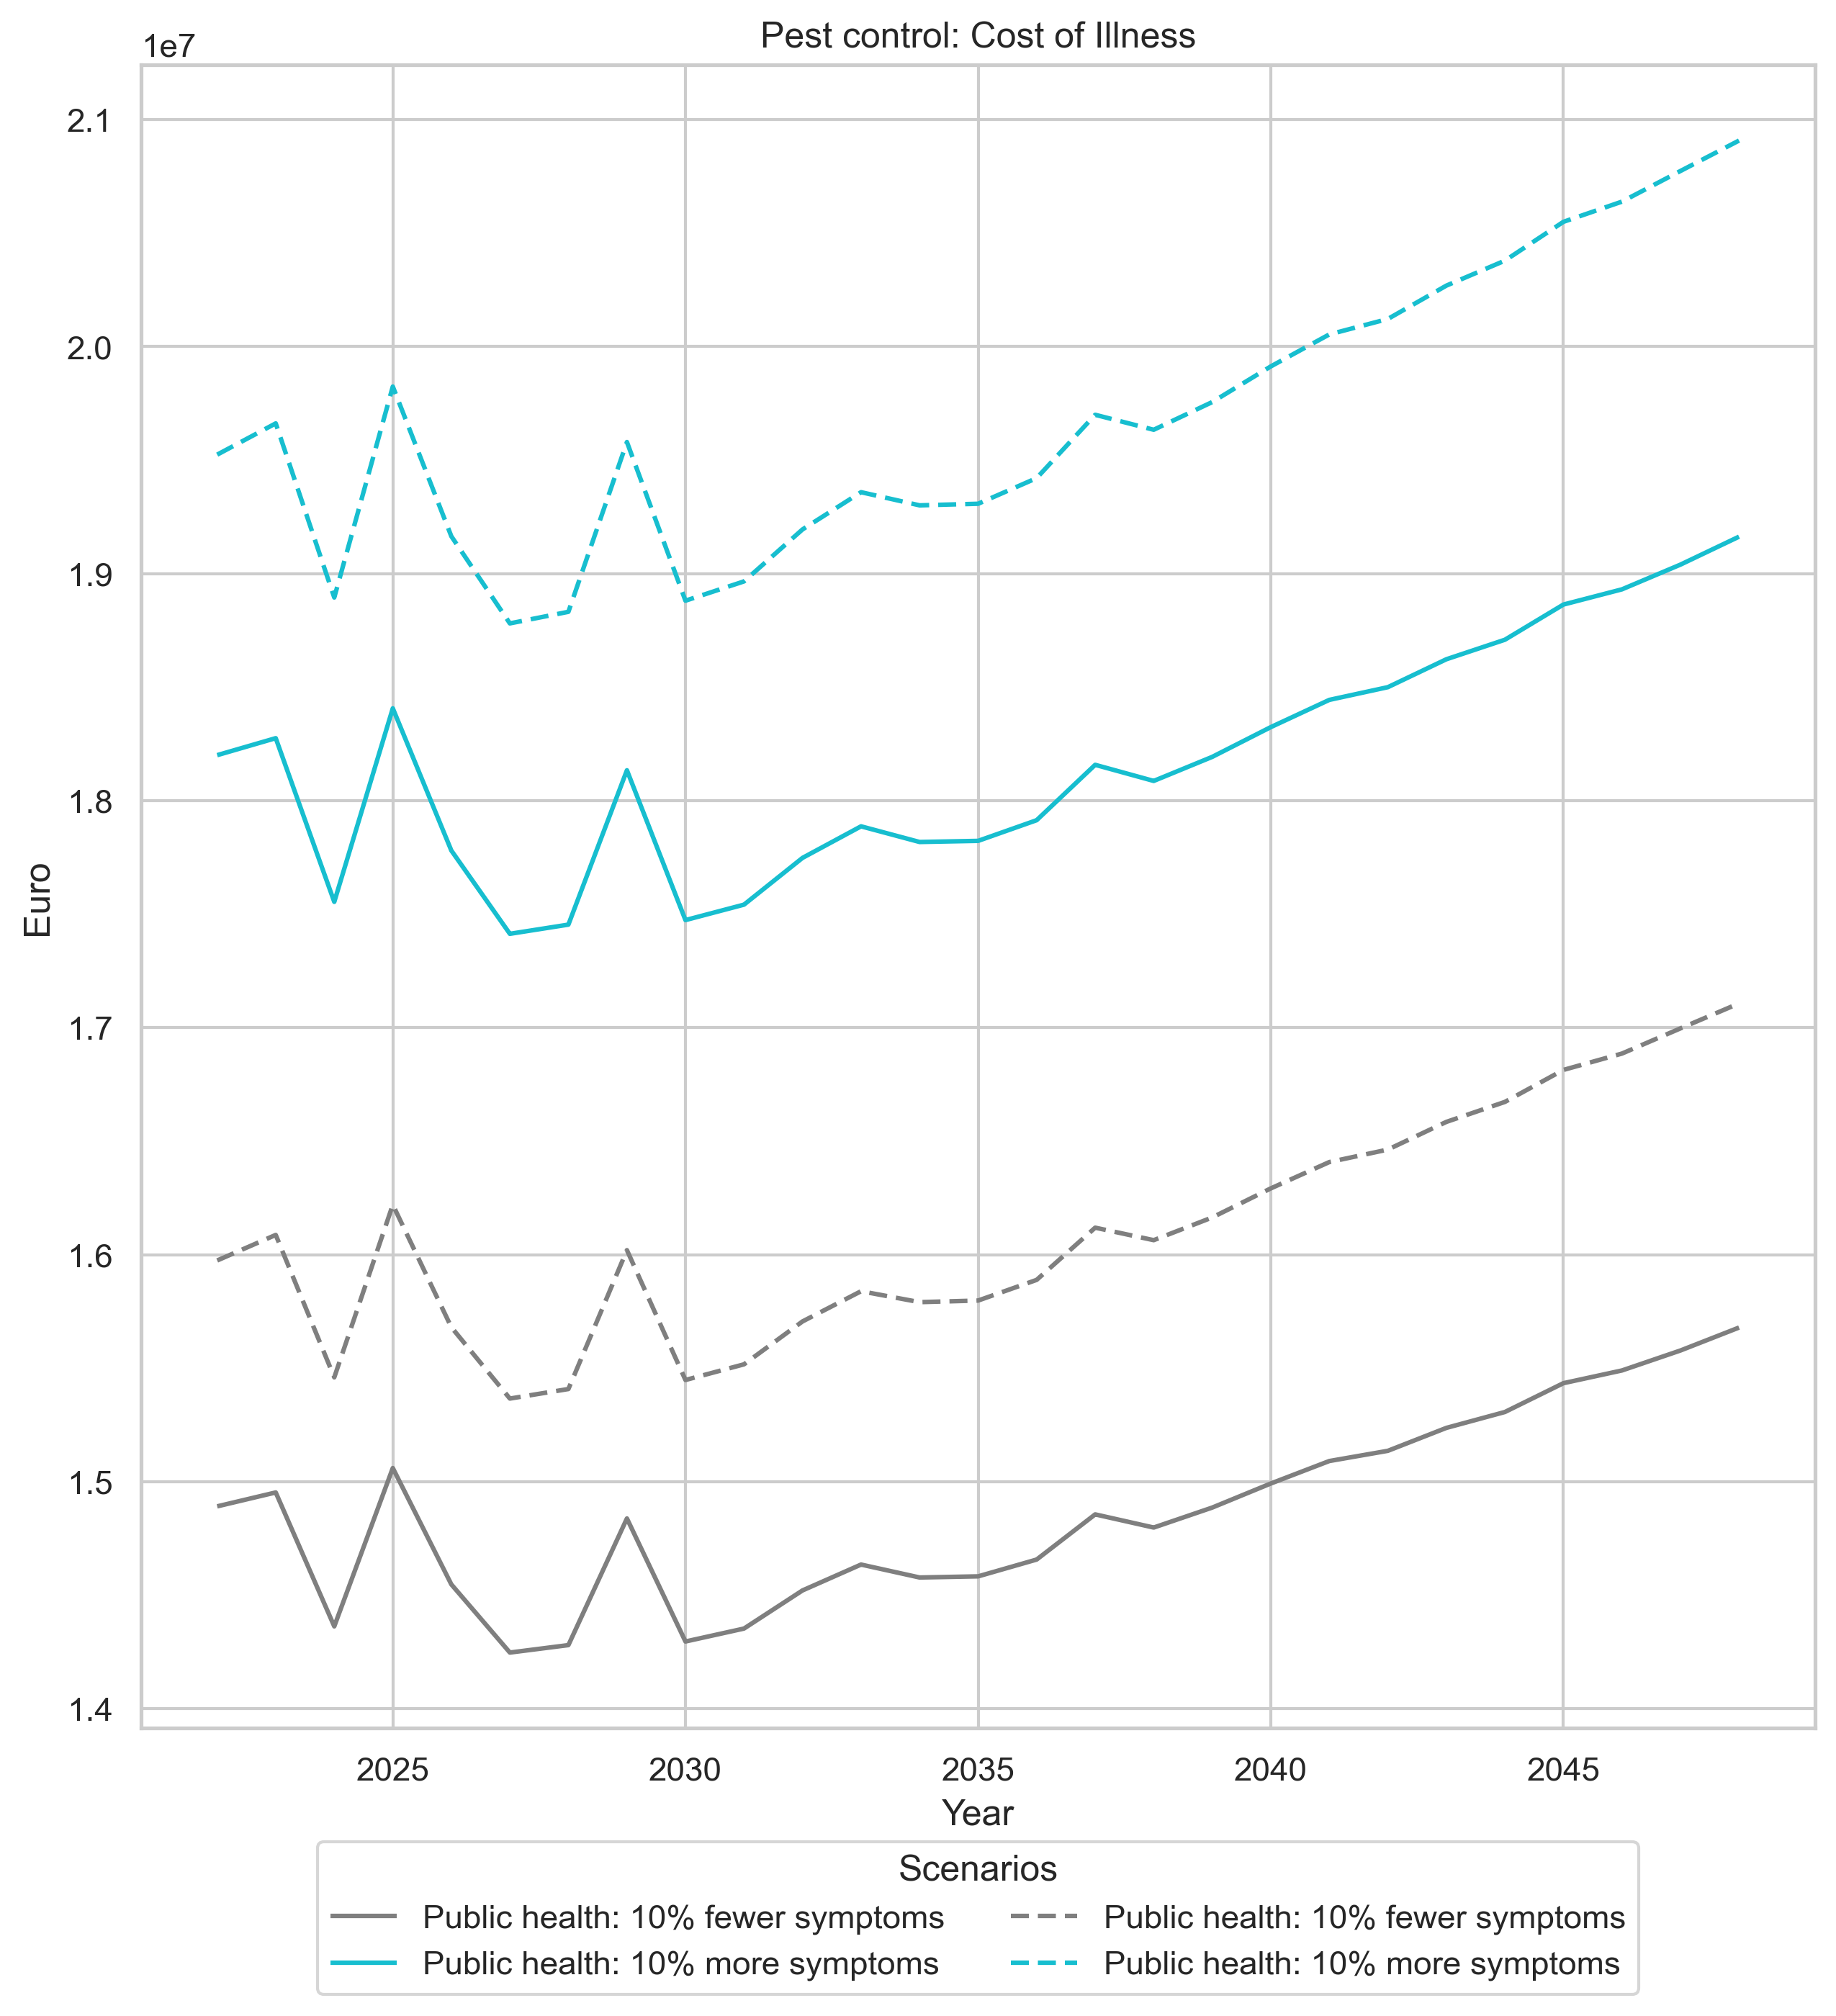 Pest control: Cost of Illness
1e7
2.1
2.0
1.9
1.8
1.7
1.6
1.5
1.4
Euro
2025 2030 2035 2040 2045
Year
Scenarios
Public health: 10% fewer symptoms Public health: 10% fewer symptoms
Public health: 10% more symptoms Public health: 10% more symptoms